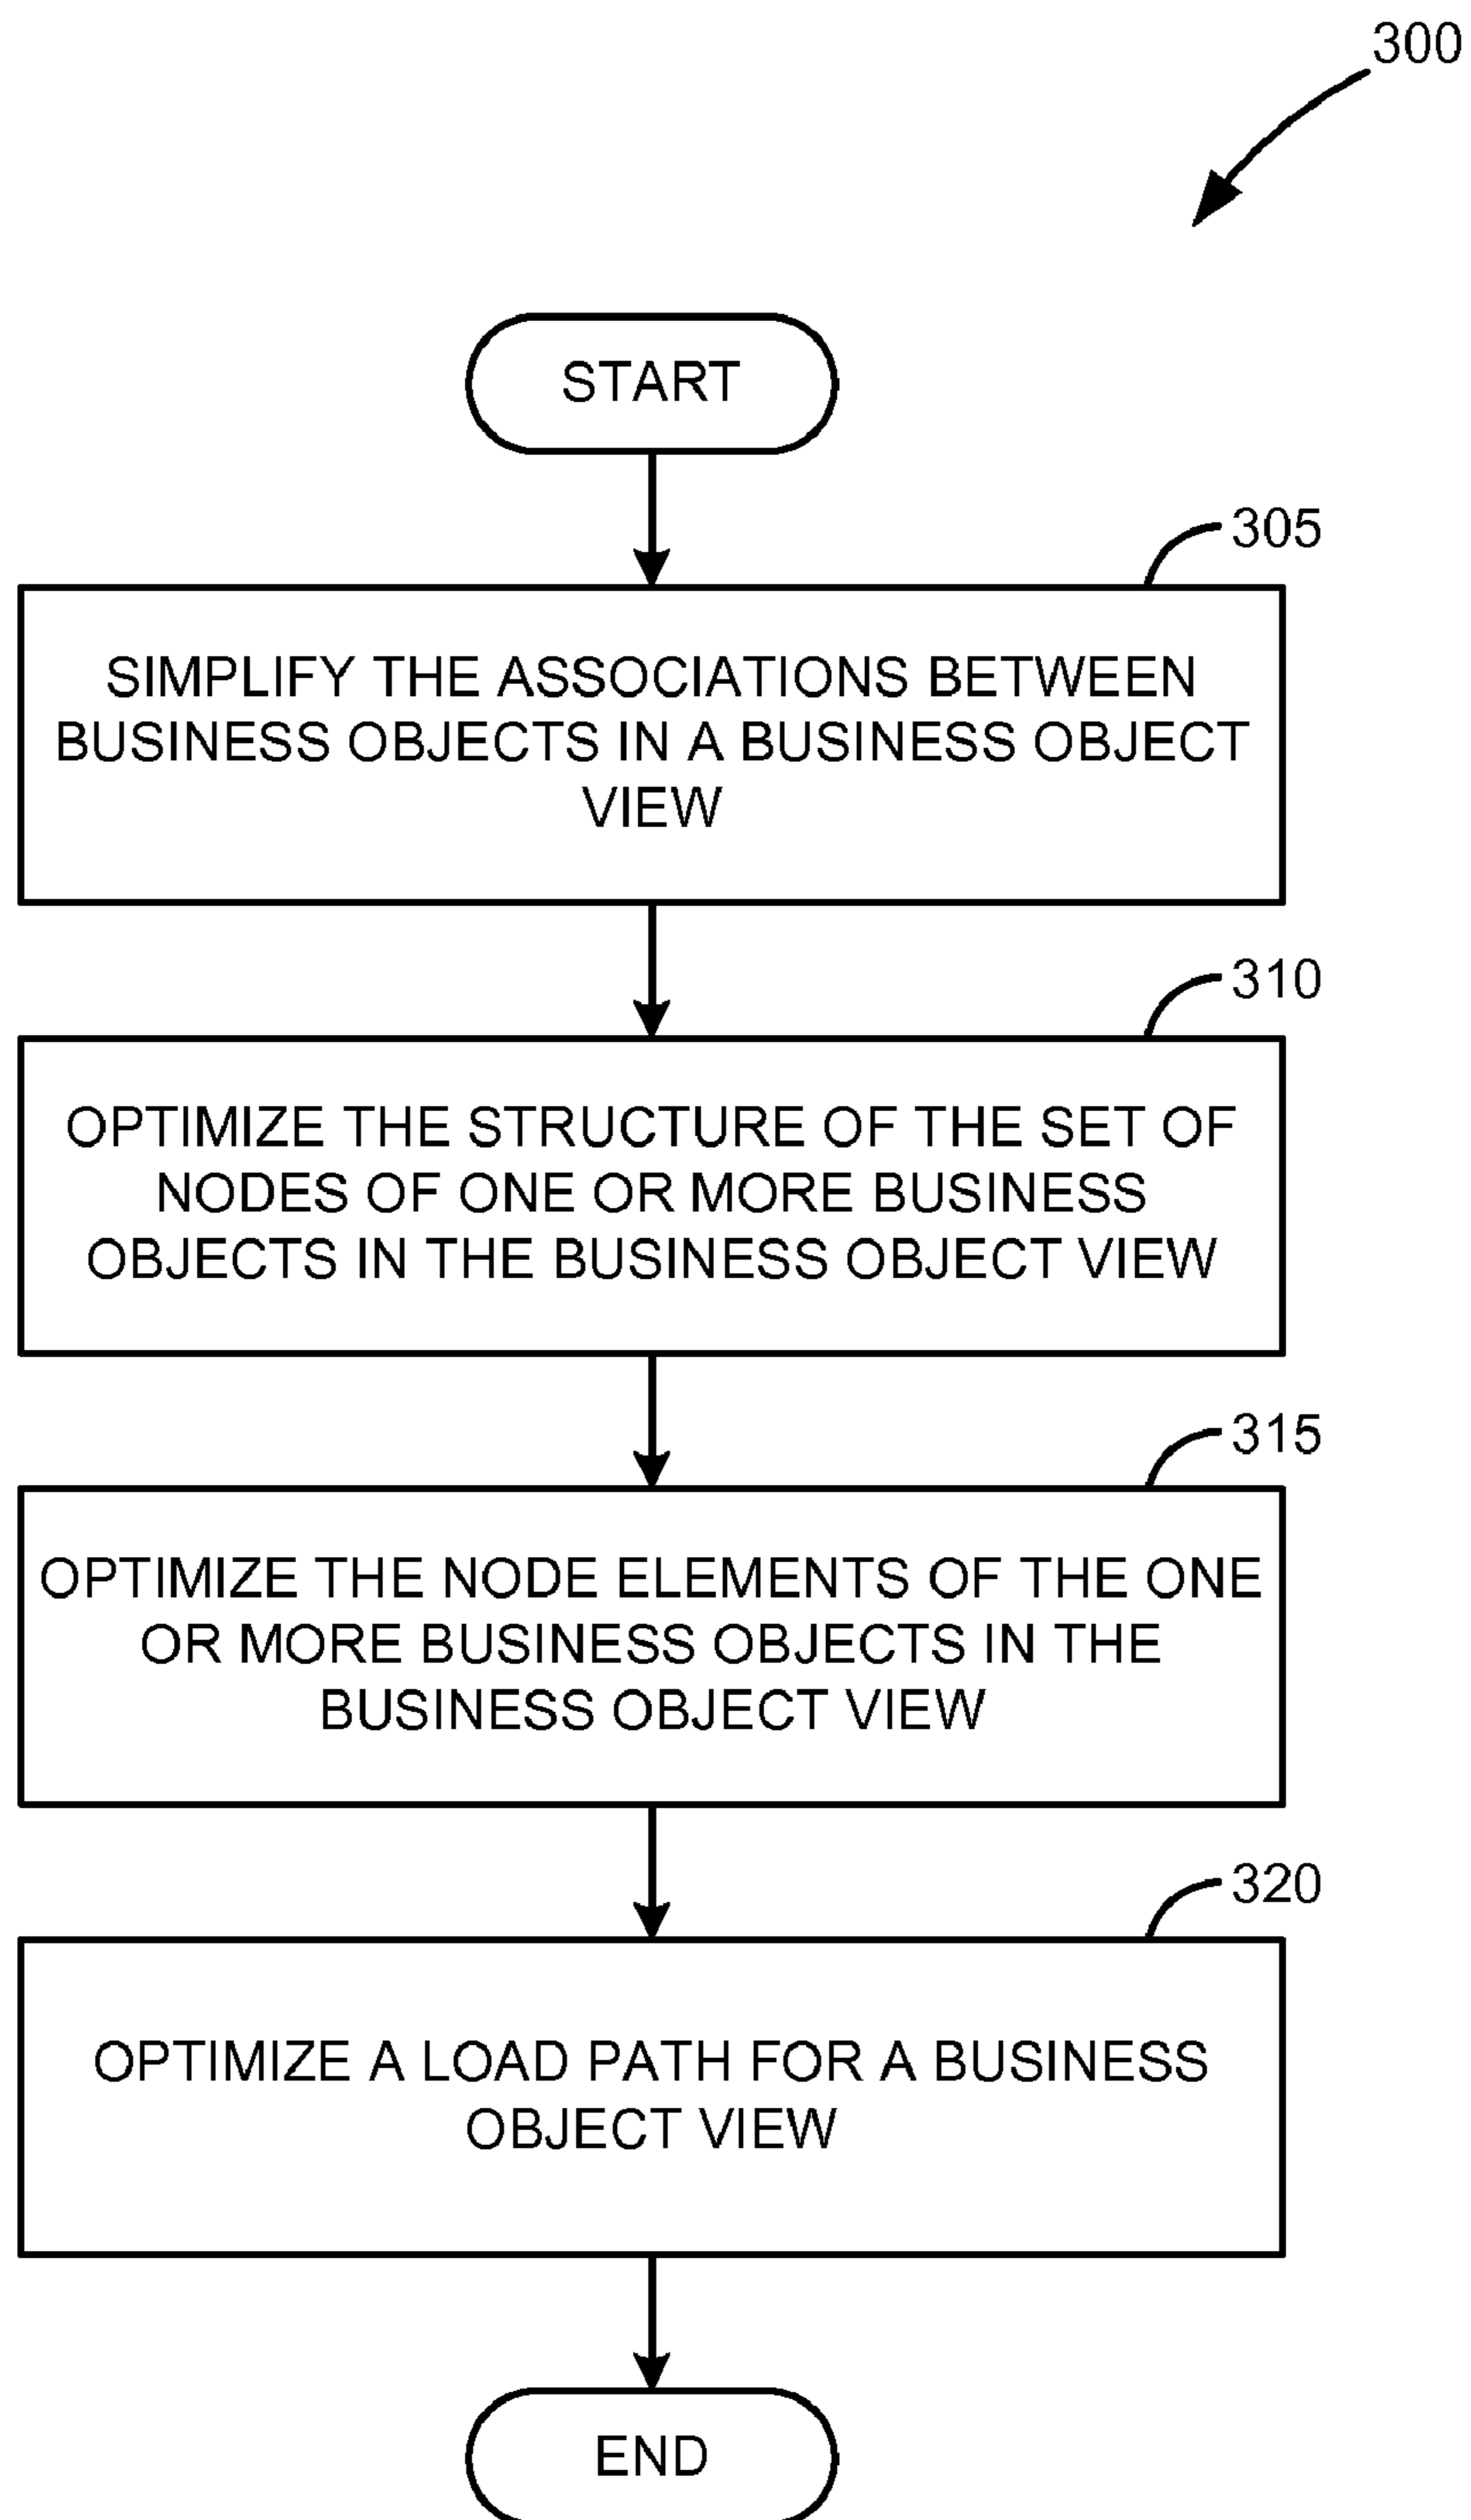 300
START
305
SIMPLIFY THE ASSOCIATIONS BETWEEN
BUSINESS OBJECTS IN A BUSINESS OBJECT
VIEW
310
OPTIMIZE THE STRUCTURE OF THE SET OF
NODES OF ONE OR MORE BUSINESS
OBJECTS IN THE BUSINESS OBJECT VIEW
315
OPTIMIZE THE NODE ELEMENTS OF THE ONE
OR MORE BUSINESS OBJECTS IN THE
BUSINESS OBJECT VIEW
320
OPTIMIZE A LOAD PATH FOR A BUSINESS
OBJECT VIEW
END